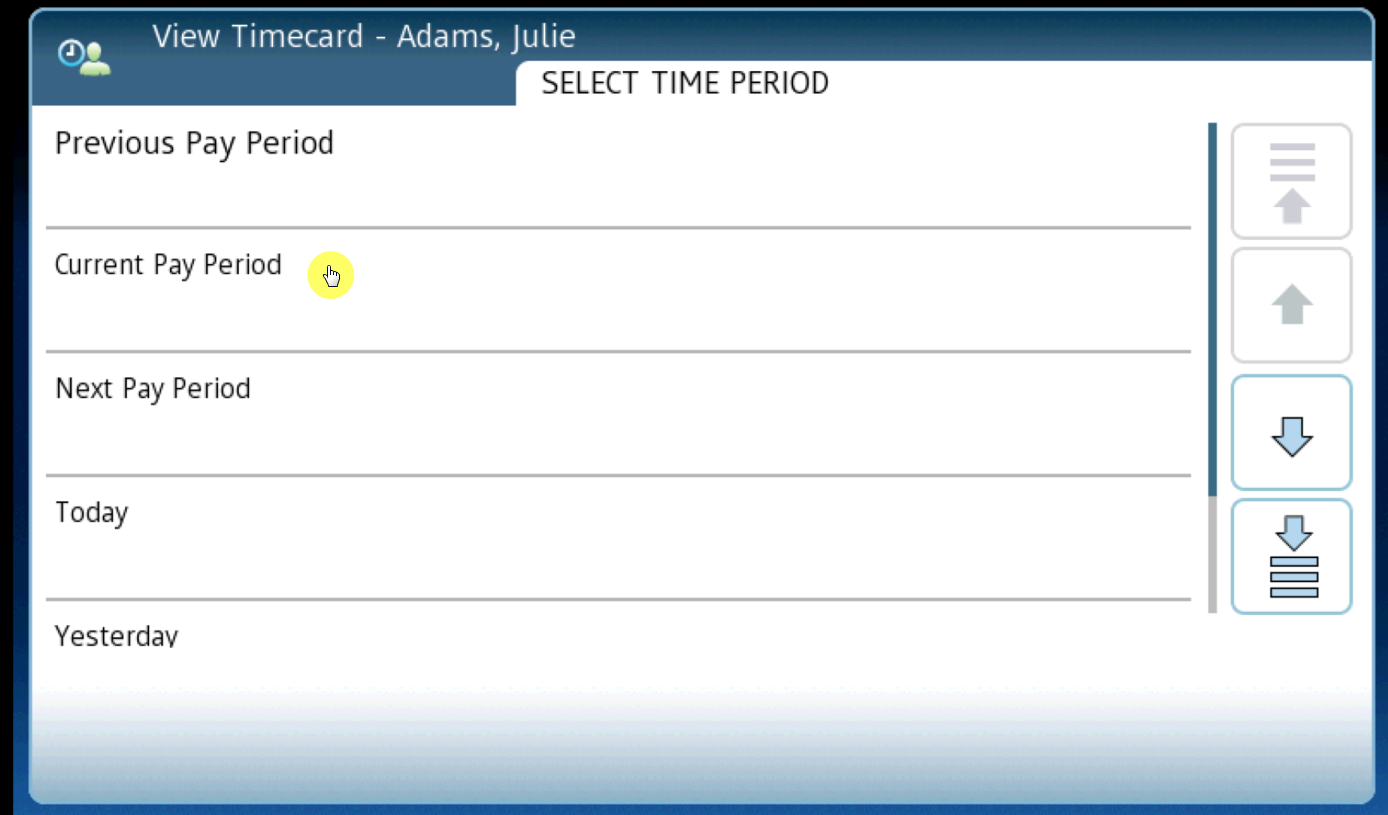 View Timecard - Adams, Julie
SELECT TIME PERIOD
Previous Pay Period
Current Pay Period
Next Pay Period
Today
Yesterday